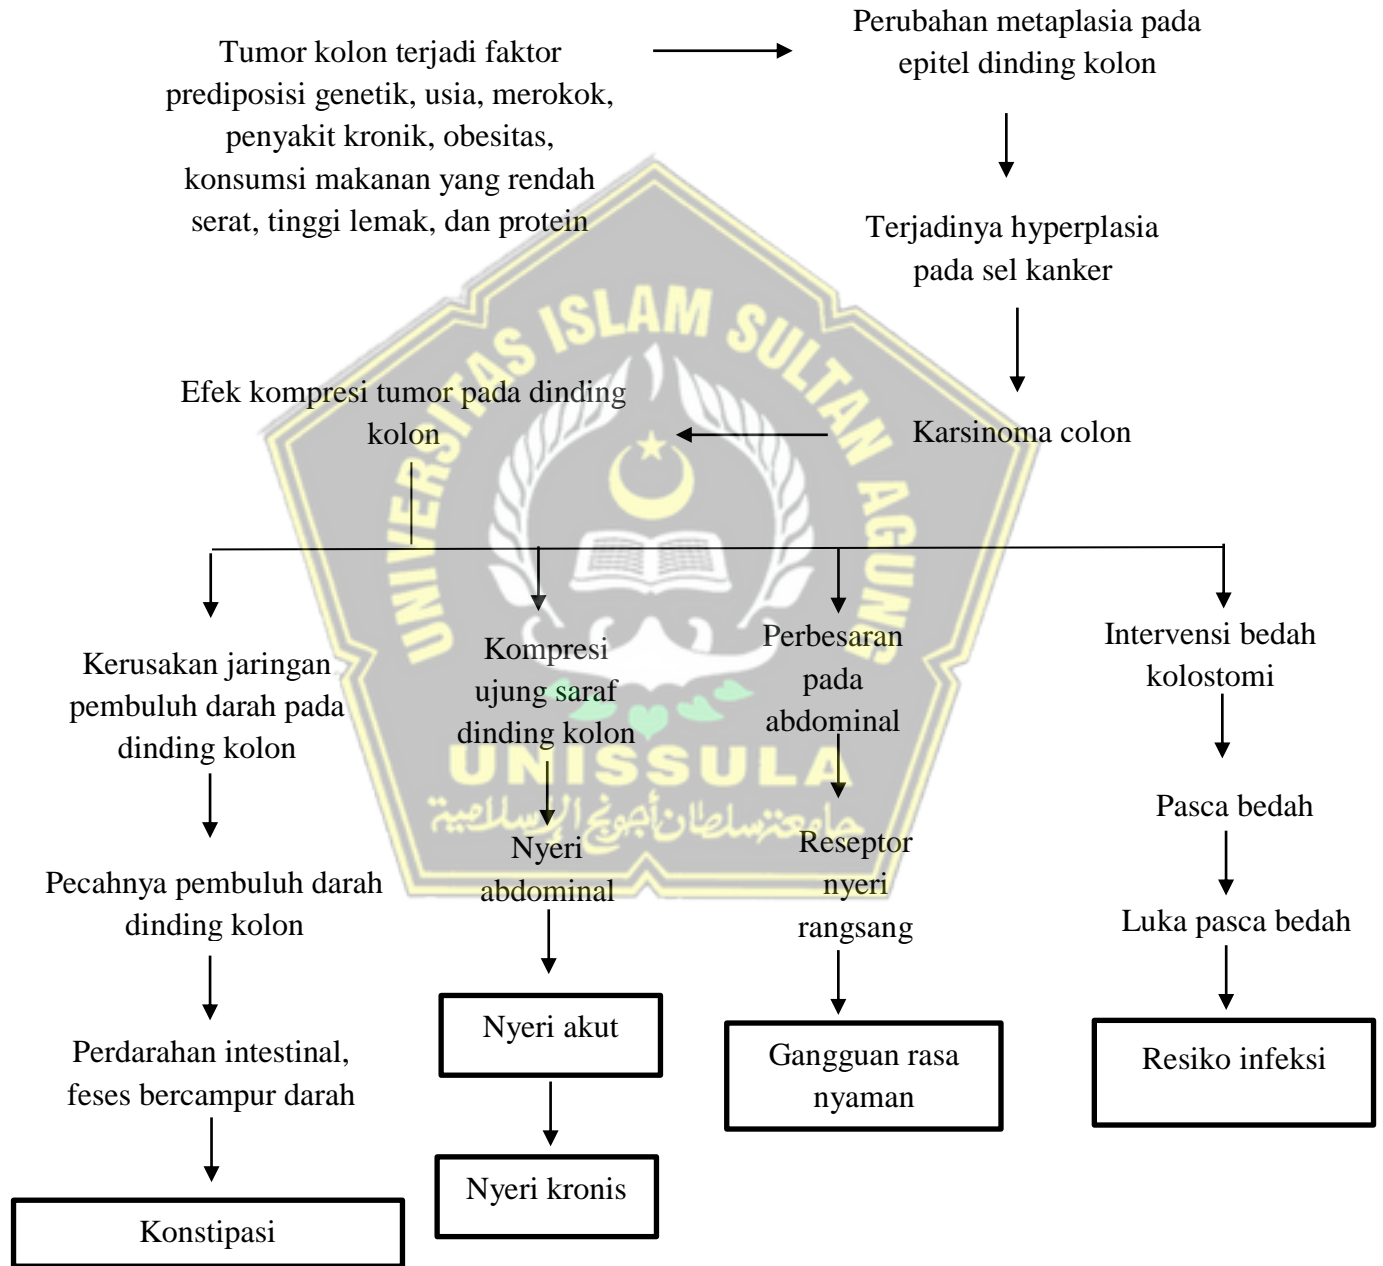 Tumor kolon terjadi faktor
prediposisi genetik, usia, merokok,
penyakit kronik, obesitas,
konsumsi makanan yang rendah
serat, tinggi lemak, dan protein
Perubahan metaplasia pada
epitel dinding kolon
Terjadinya hyperplasia
pada sel kanker
Karsinoma colon
Efek kompresi tumor pada dinding
kolon
Kerusakan jaringan
pembuluh darah pada
dinding kolon
Pecahnya pembuluh darah
dinding kolon
Perdarahan intestinal,
feses bercampur darah
Konstipasi
Kompresi
ujung saraf
dinding kolon
Nyeri
abdominal
Nyeri akut
Nyeri kronis
Perbesaran
pada
abdominal
Reseptor
nyeri
rangsang
Gangguan rasa
nyaman
Intervensi bedah
kolostomi
Pasca bedah
Luka pasca bedah
Resiko infeksi
UNIVERSITAS ISLAM SULTAN AGUNG
UNISSULA
جامعة سلطان أجونج الإسلامية